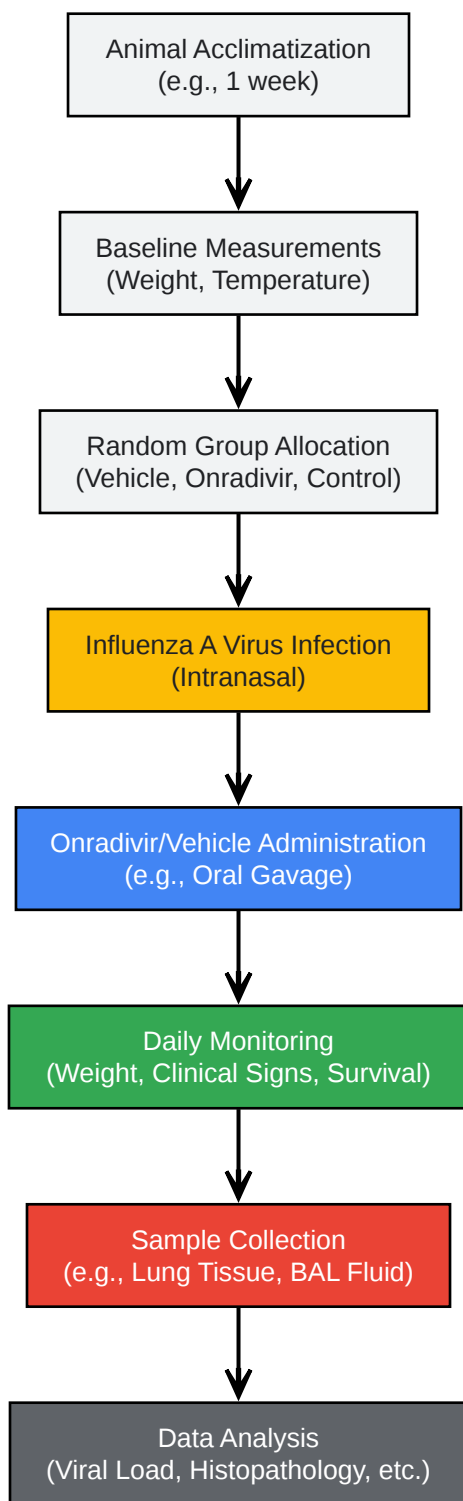 Animal Acclimatization
(e.g., 1 week)
Baseline Measurements
(Weight, Temperature)
Random Group Allocation
(Vehicle, Onradivir, Control)
Influenza A Virus Infection
(Intranasal)
Onradivir/Vehicle Administration
(e.g., Oral Gavage)
Daily Monitoring
(Weight, Clinical Signs, Survival)
Sample Collection
(e.g., Lung Tissue, BAL Fluid)
Data Analysis
(Viral Load, Histopathology, etc.)